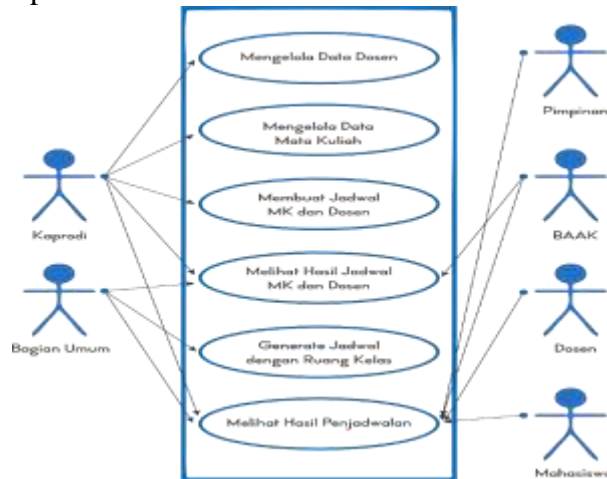 Mengelola Data Dosen
Mengelola Data
Mata Kuliah
Membuat Jadwal
MK dan Dosen
Melihat Hasil Jadwal
MK dan Dosen
Generate Jadwal
dengan Ruang Kelas
Melihat Hasil Penjadwalan
Kaprodi
Bagian Umum
Pimpinan
BAAK
Dosen
Mahasiswa